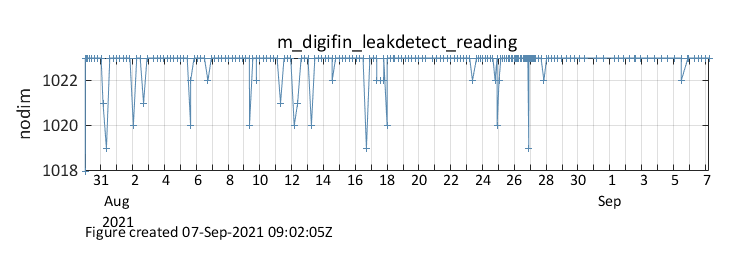 m_digifin_leakdetect_reading
nodim
1022
1020
1018
31 2 4 6 8 10 12 14 16 18 20 22 24 26 28 30 1 3 5 7
Aug Sep
2021
Figure created 07-Sep-2021 09:02:05Z